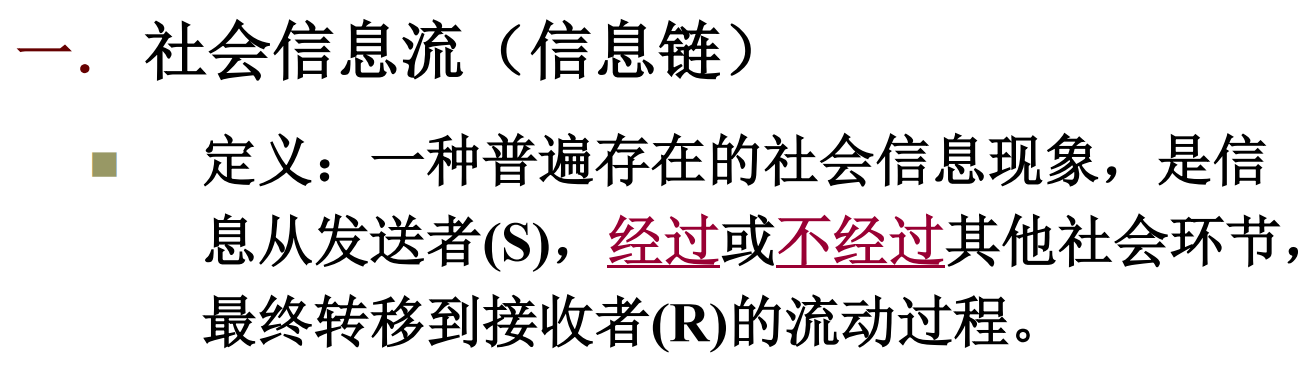 一. 社会信息流（信息链）
■ 定义：一种普遍存在的社会信息现象，是信
息从发送者(S)，经过或不经过其他社会环节，
最终转移到接收者(R)的流动过程。